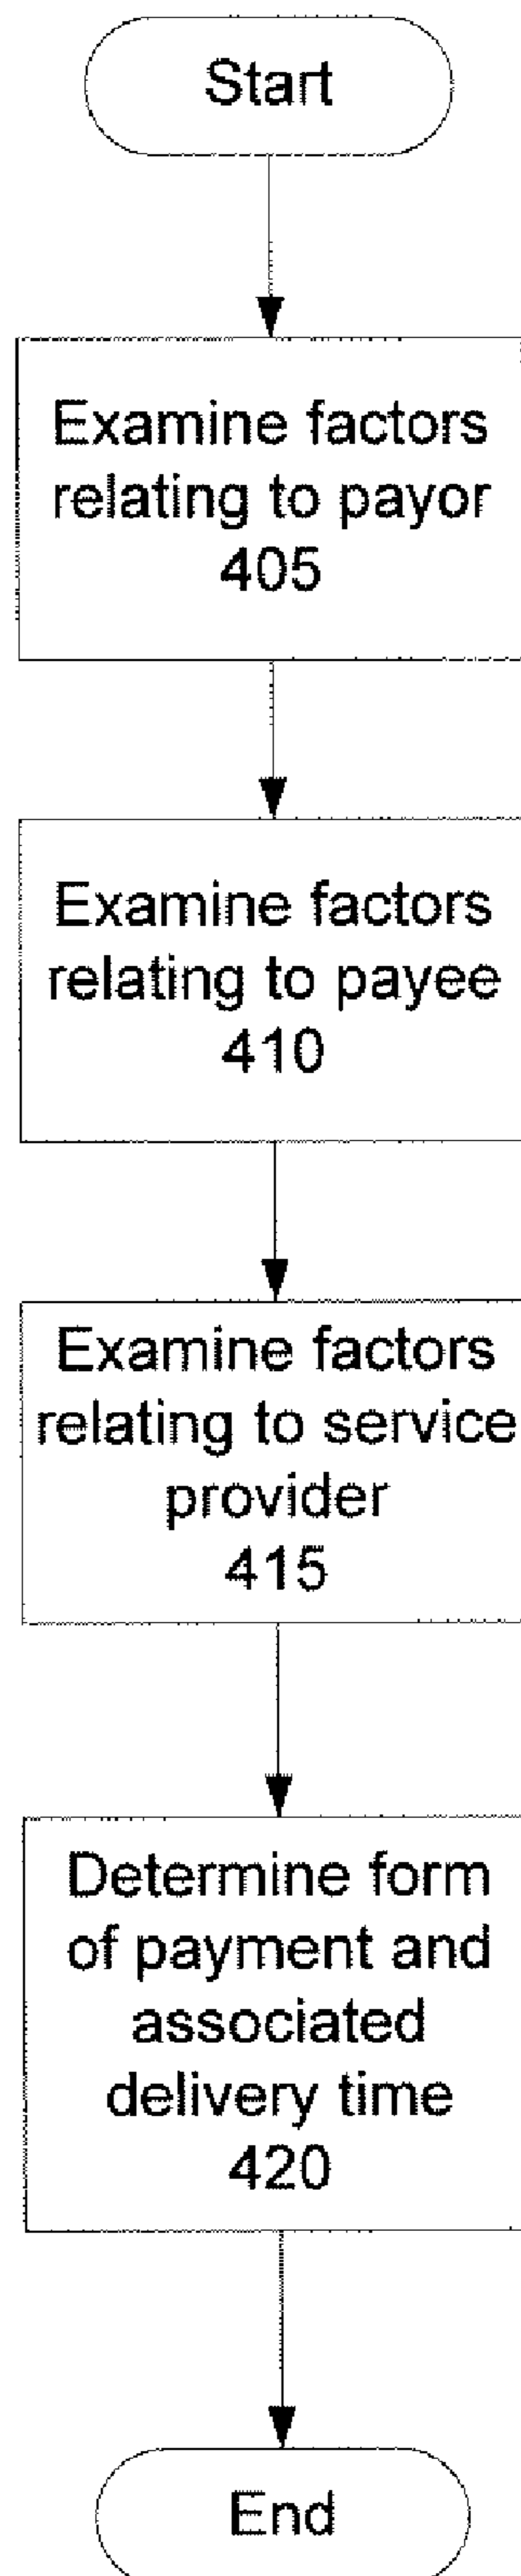 Start
Examine factors
relating to payor
405
Examine factors
relating to payee
410
Examine factors
relating to service
provider
415
Determine form
of payment and
associated
delivery time
420
End